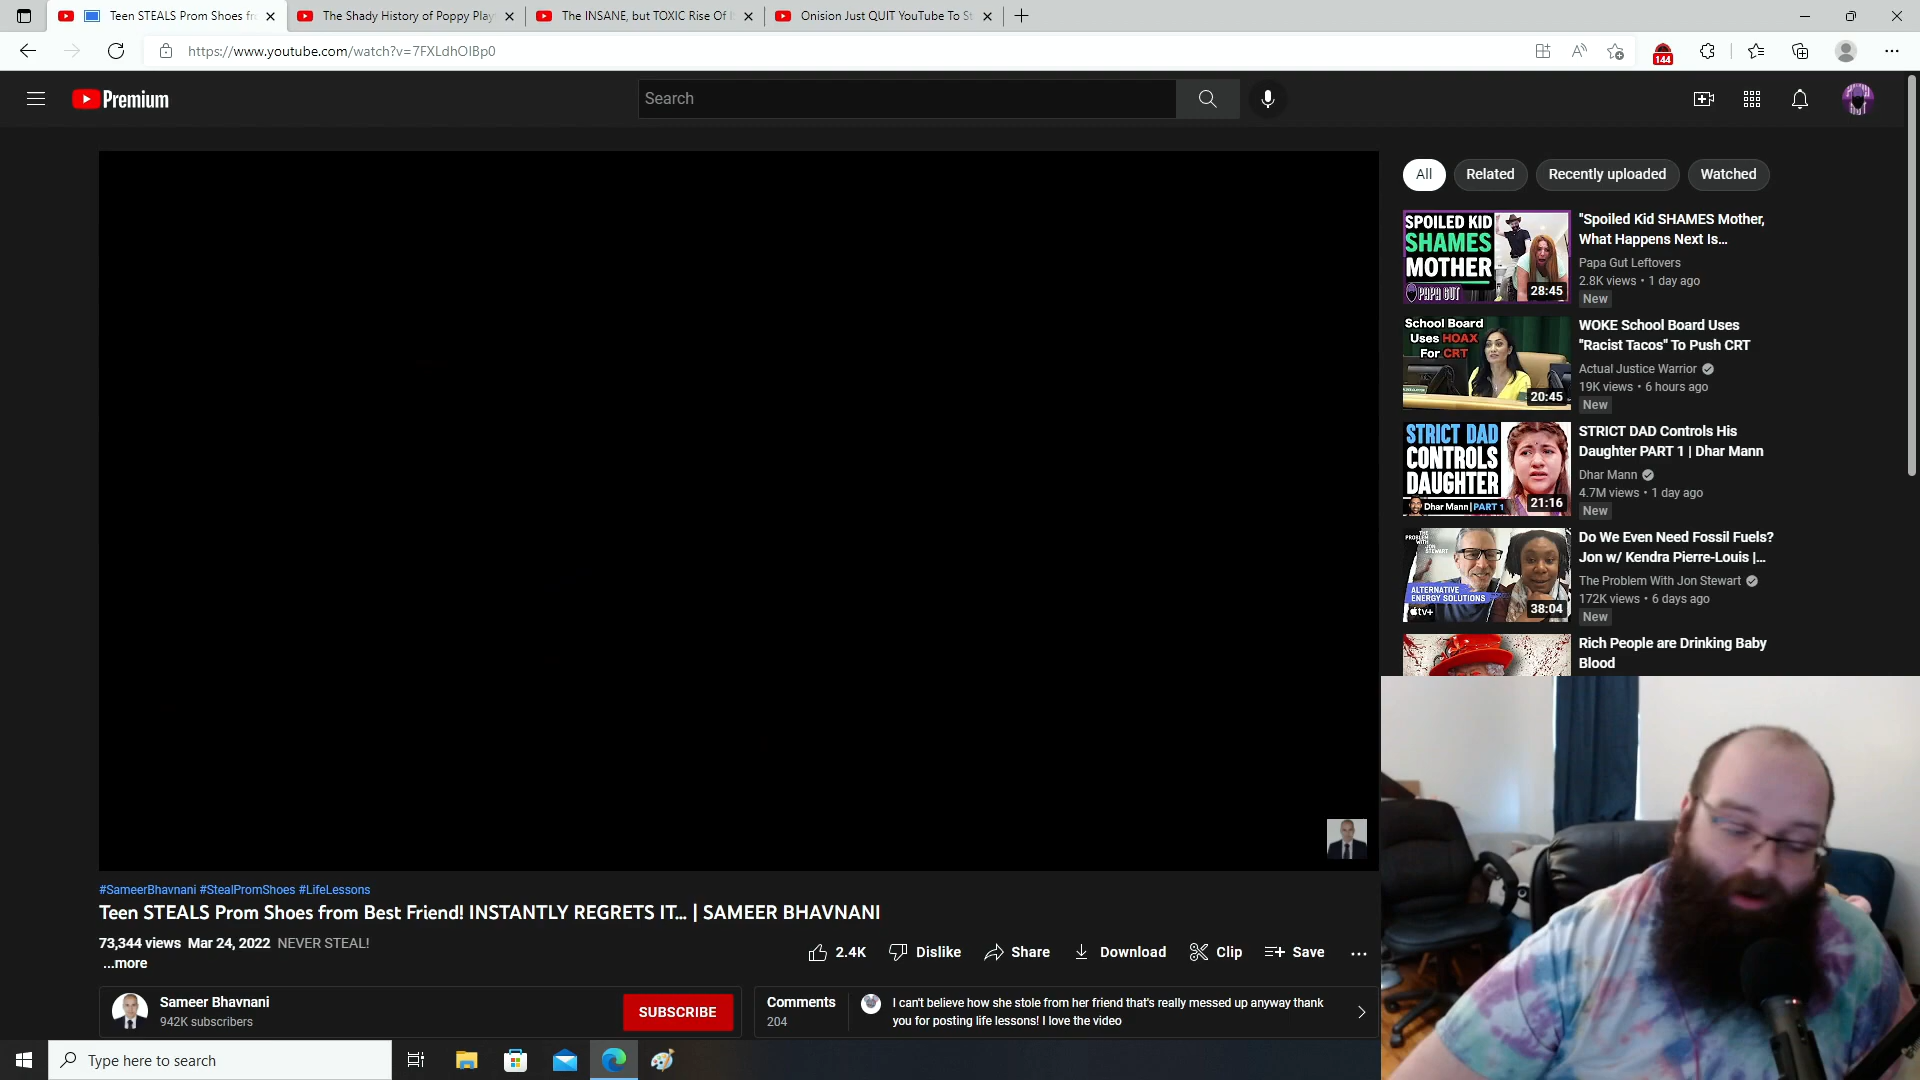 Teen STEALS Prom Shoes fr
The Shady History of Poppy Play
The INSANE, but TOXIC Rise Of
Onision Just QUIT YouTube To St
https://www.youtube.com/watch?v=7FXLdhOIBp0
144
Premium
Search
All
Related
Recently uploaded
Watched
SPOILED KID
SHAMES
MOTHER
PAPA GUT
28:45
"Spoiled Kid SHAMES Mother,
What Happens Next Is...
Papa Gut Leftovers
2.8K views • 1 day ago
New
School Board
Uses HOAX
For CRT
20:45
WOKE School Board Uses
"Racist Tacos" To Push CRT
Actual Justice Warrior
19K views • 6 hours ago
New
STRICT DAD
CONTROLS
DAUGHTER
Dhar Mann | PART 1
21:16
STRICT DAD Controls His
Daughter PART 1 | Dhar Mann
Dhar Mann
4.7M views • 1 day ago
New
THE
PROBLEM
WITH
JON
STEWART
ALTERNATIVE
ENERGY SOLUTIONS
tv+
38:04
Do We Even Need Fossil Fuels?
Jon w/ Kendra Pierre-Louis |...
The Problem With Jon Stewart
172K views • 6 days ago
New
Rich People are Drinking Baby
Blood
#SameerBhavnani #StealPromShoes #LifeLessons
Teen STEALS Prom Shoes from Best Friend! INSTANTLY REGRETS IT... | SAMEER BHAVNANI
73,344 views Mar 24, 2022 NEVER STEAL!
...more
2.4K
Dislike
Share
Download
Clip
Save
Sameer Bhavnani
942K subscribers
SUBSCRIBE
Comments
204
I can't believe how she stole from her friend that's really messed up anyway thank
you for posting life lessons! I love the video
Type here to search